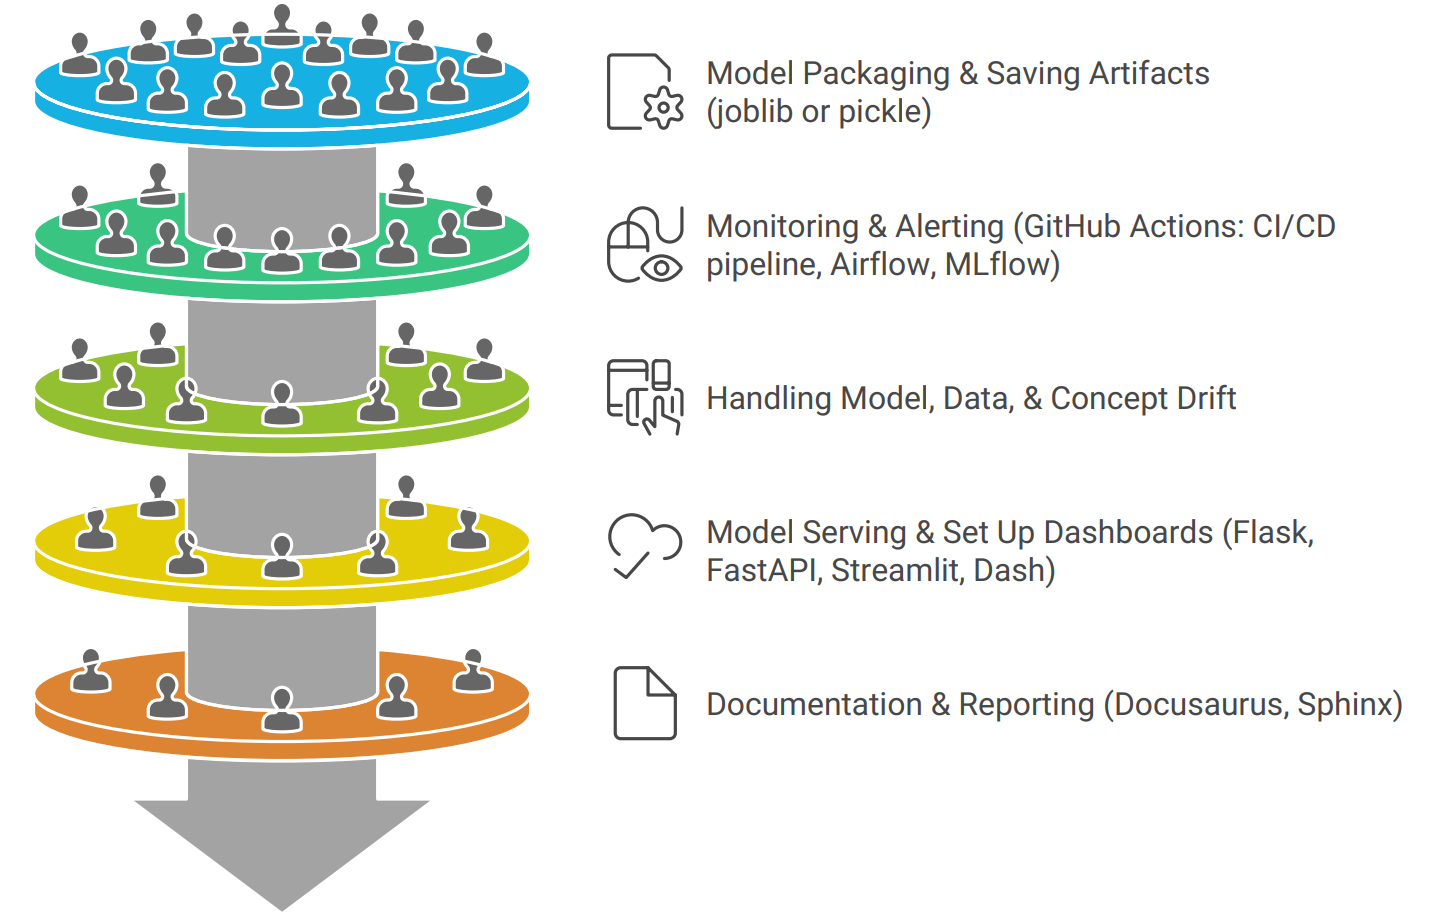 Model Packaging & Saving Artifacts
(joblib or pickle)
Monitoring & Alerting (GitHub Actions: CI/CD
pipeline, Airflow, MLflow)
Handling Model, Data, & Concept Drift
Model Serving & Set Up Dashboards (Flask,
FastAPI, Streamlit, Dash)
Documentation & Reporting (Docusaurus, Sphinx)